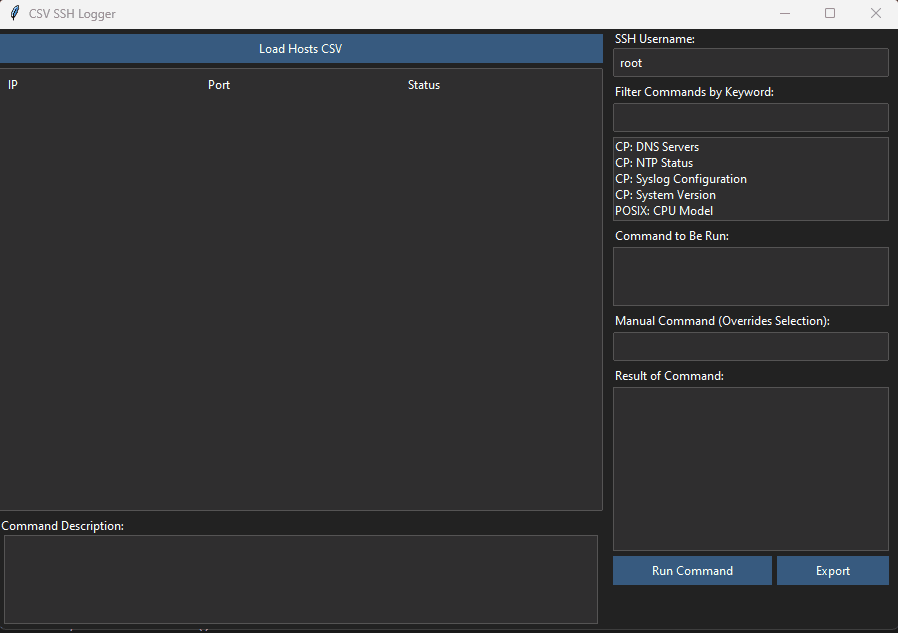 CSV SSH Logger
Load Hosts CSV
IP Port Status
Command Description:
SSH Username:
root
Filter Commands by Keyword:
CP: DNS Servers
CP: NTP Status
CP: Syslog Configuration
CP: System Version
POSIX: CPU Model
Command to Be Run:
Manual Command (Overrides Selection):
Result of Command:
Run Command Export